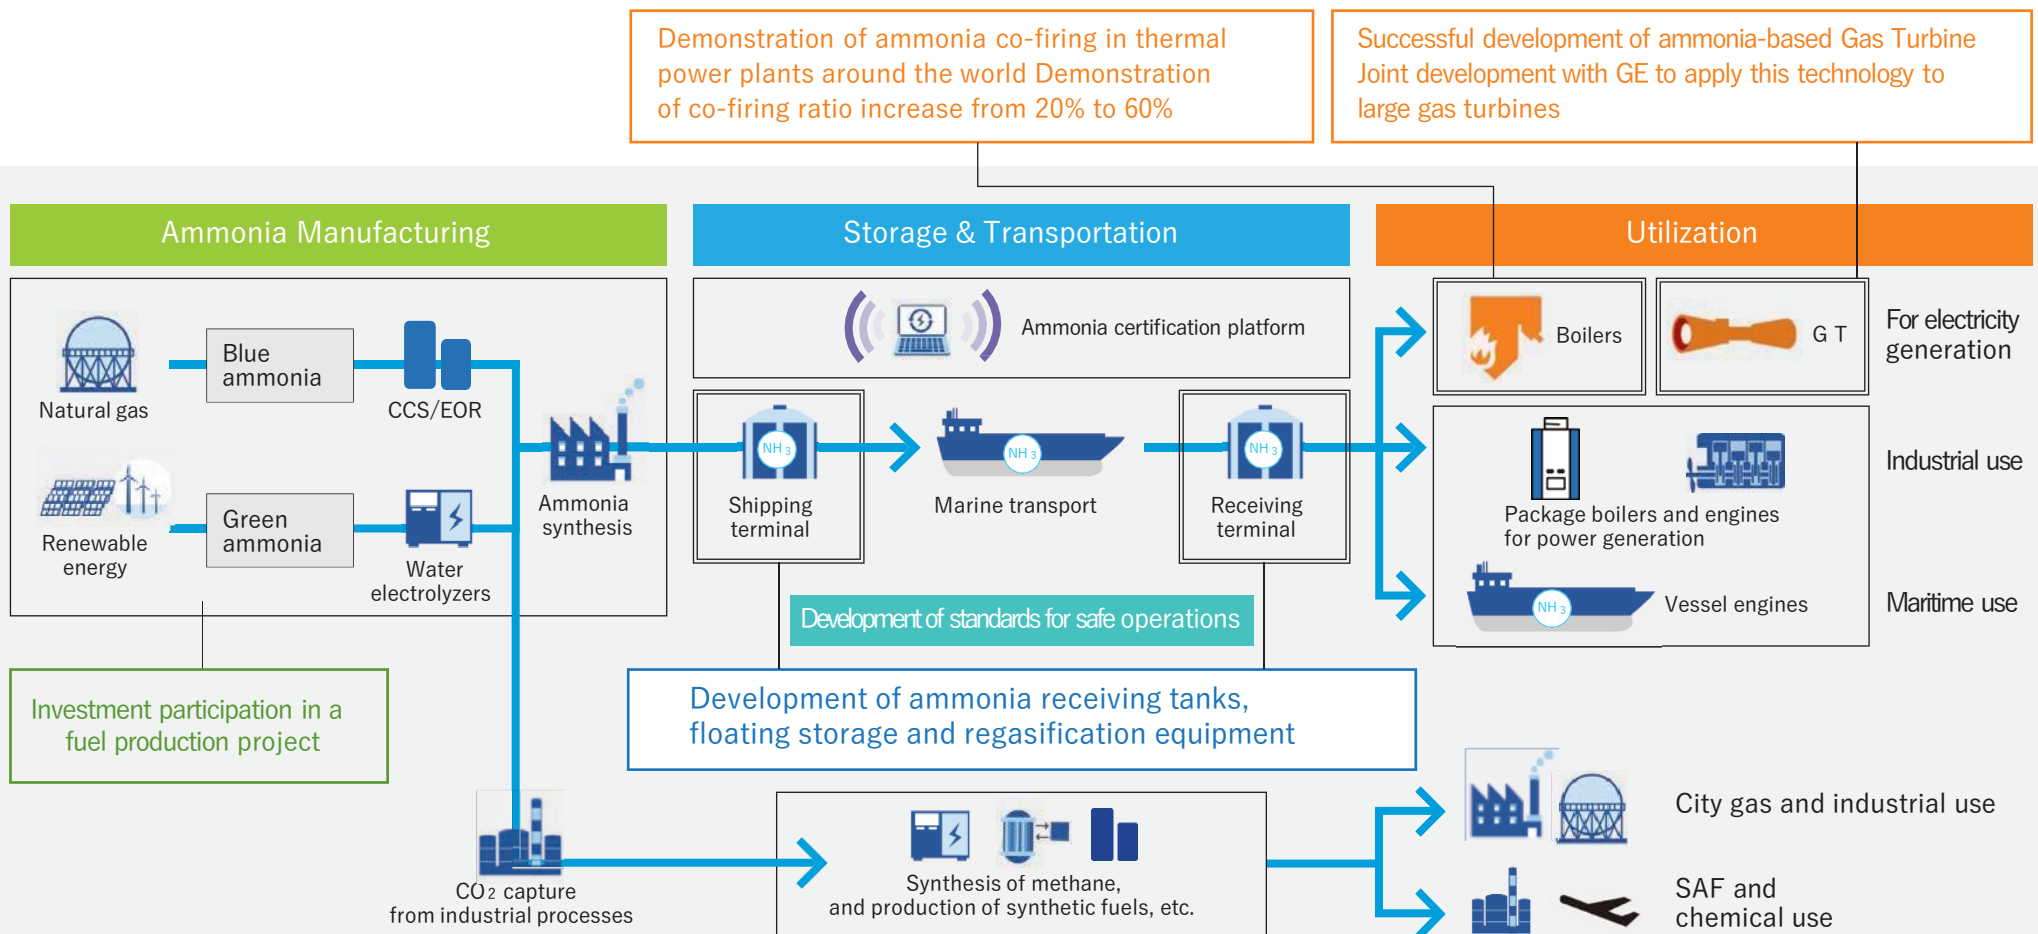 Demonstration of ammonia co-firing in thermal
power plants around the world Demonstration
of co-firing ratio increase from 20% to 60%
Successful development of ammonia-based Gas Turbine
Joint development with GE to apply this technology to
large gas turbines
Ammonia Manufacturing
Storage & Transportation
Utilization
Natural gas
Blue
ammonia
CCS/EOR
Renewable
energy
Green
ammonia
Water
electrolyzers
Ammonia
synthesis
Ammonia certification platform
NH3
Shipping
terminal
NH3
Marine transport
NH3
Receiving
terminal
Boilers
GT
For electricity
generation
Package boilers and engines
for power generation
Industrial use
NH3
Vessel engines
Maritime use
Development of standards for safe operations
Investment participation in a
fuel production project
Development of ammonia receiving tanks,
floating storage and regasification equipment
CO2 capture
from industrial processes
Synthesis of methane,
and production of synthetic fuels, etc.
City gas and industrial use
SAF and
chemical use